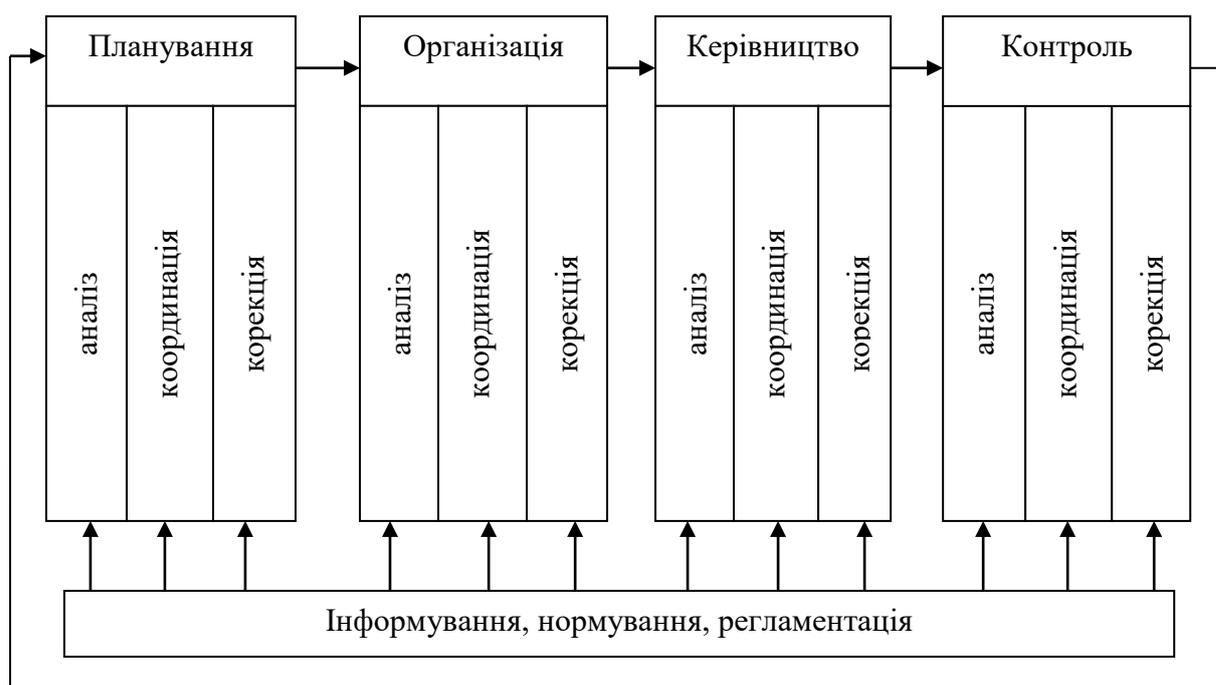 Планування
Організація
Керівництво
Контроль
аналіз
координація
корекція
аналіз
координація
корекція
аналіз
координація
корекція
аналіз
координація
корекція
Інформування, нормування, регламентація